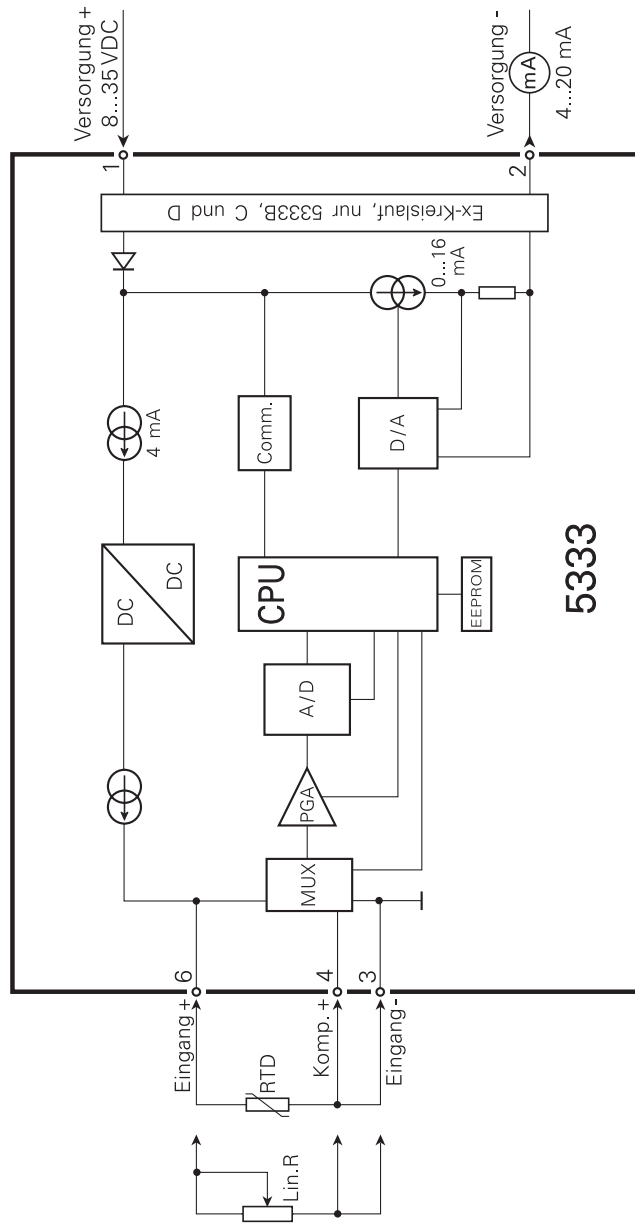 Versorgung +
8...35 VDC
Versorgung -
mA
4...20 mA
1
2
Ex-Kreislauf, nur 5333B, C und D
0...16
mA
4 mA
Comm.
D/A
DC
DC
CPU
EEPROM
5333
A/D
PGA
MUX
6
4
3
Eingang +
Komp. +
Eingang -
RTD
Lin.R